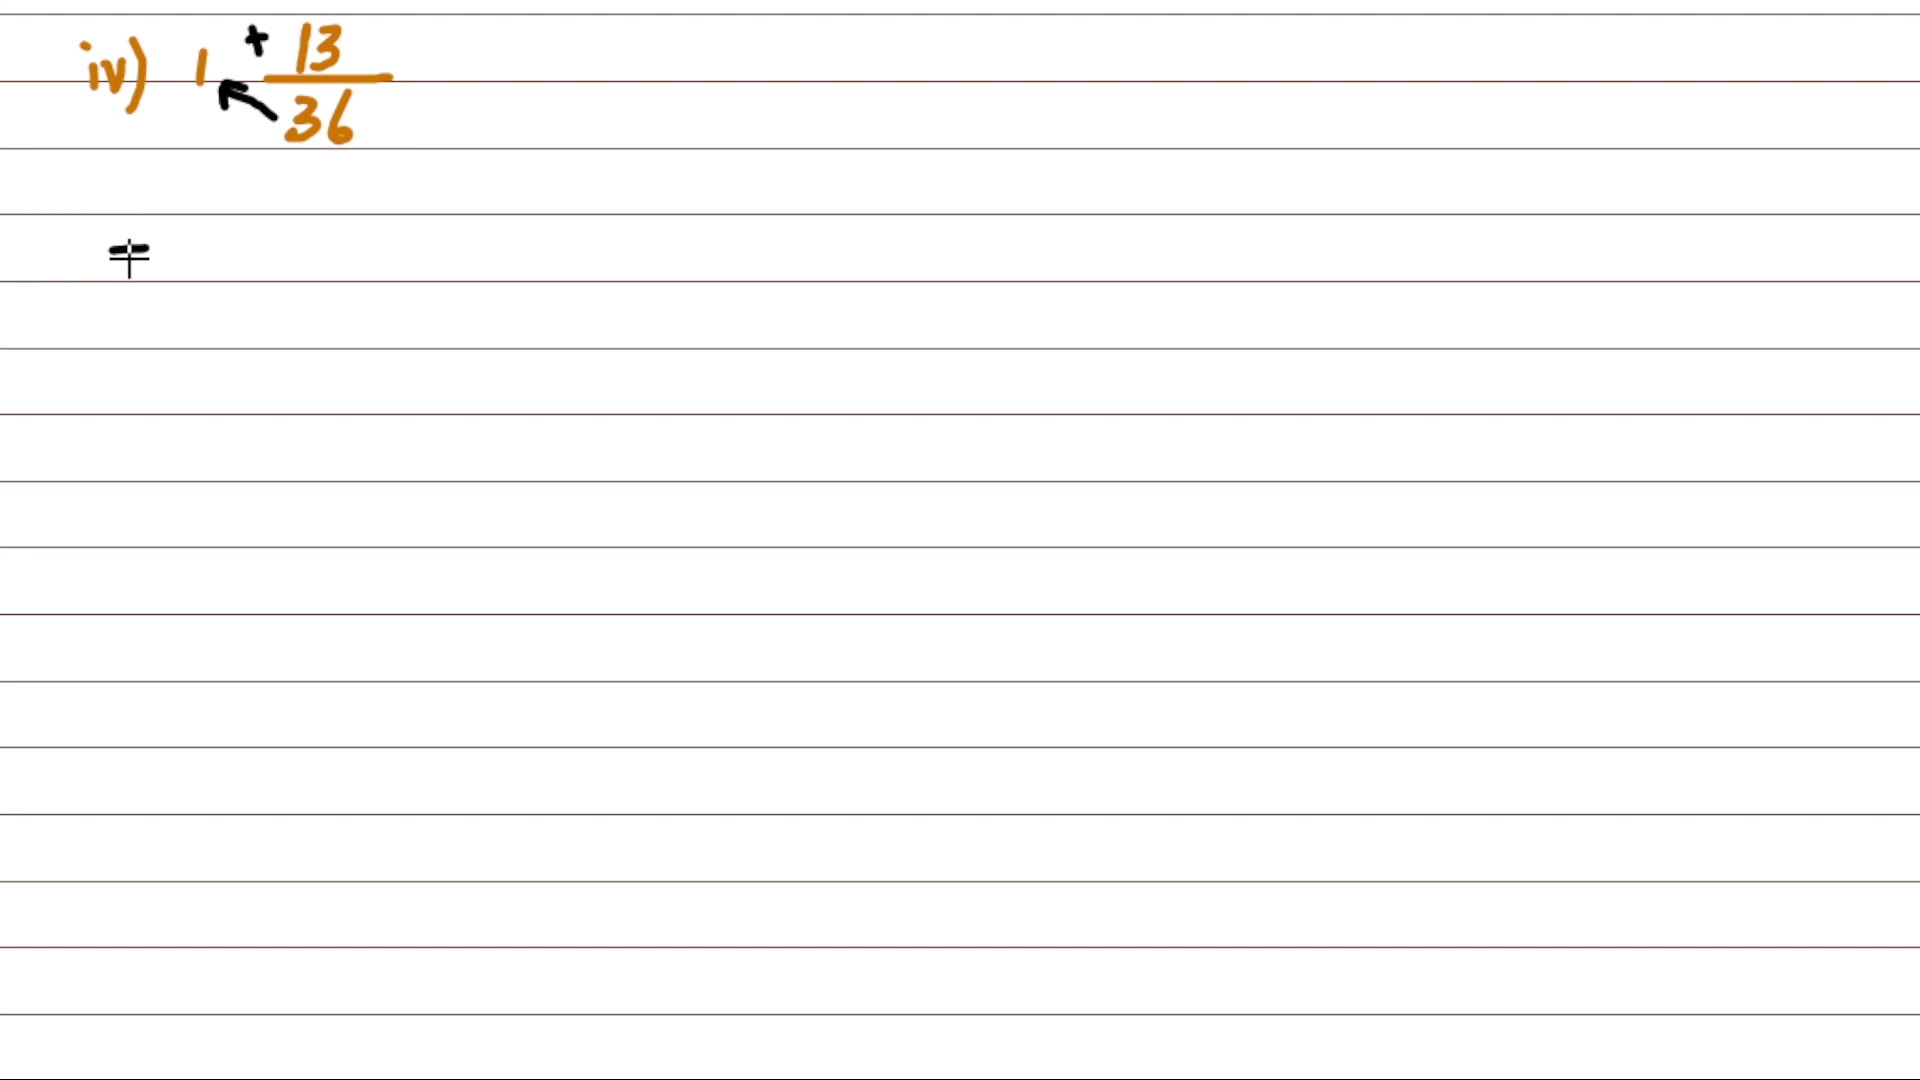 iv) 1 + 13/36
=